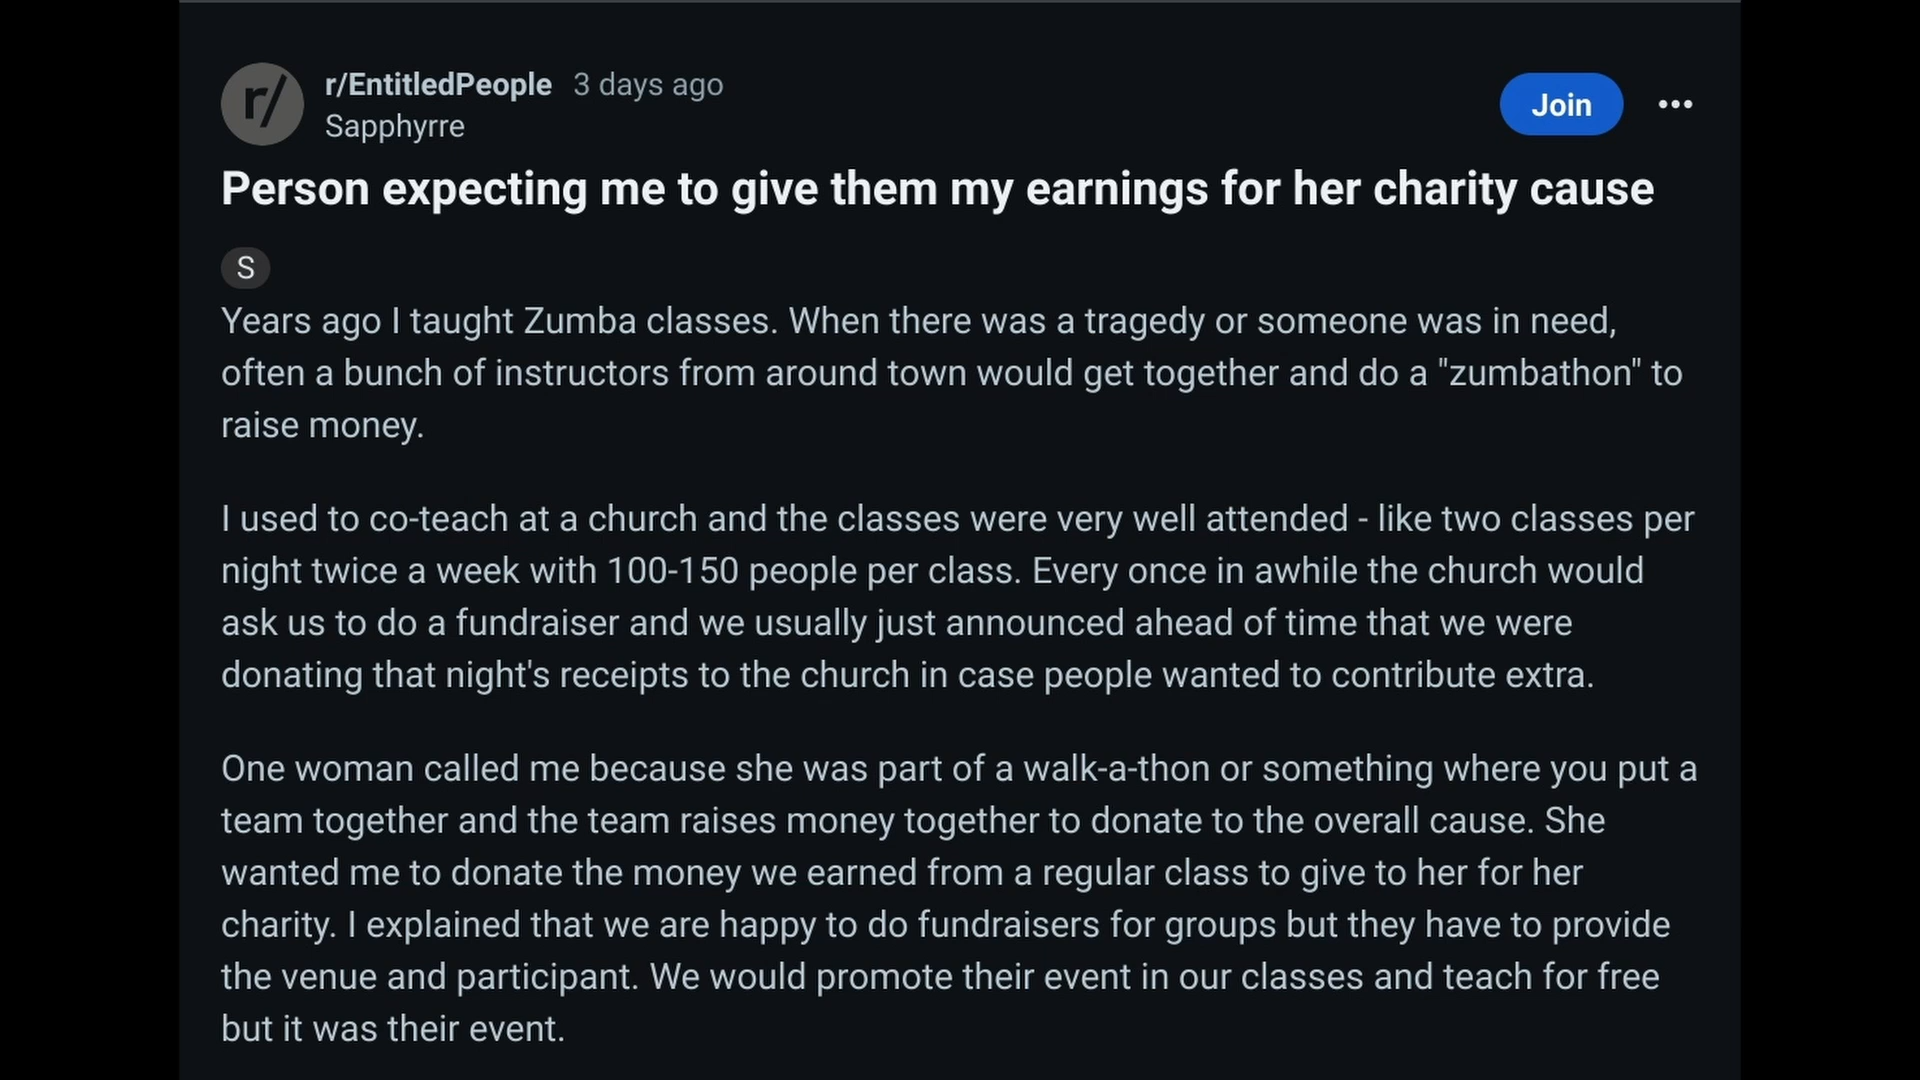 r/EntitledPeople 3 days ago
Sapphyrre
Join
r/
Person expecting me to give them my earnings for her charity cause
S
Years ago I taught Zumba classes. When there was a tragedy or someone was in need,
often a bunch of instructors from around town would get together and do a "zumbathon" to
raise money.
I used to co-teach at a church and the classes were very well attended - like two classes per
night twice a week with 100-150 people per class. Every once in awhile the church would
ask us to do a fundraiser and we usually just announced ahead of time that we were
donating that night's receipts to the church in case people wanted to contribute extra.
One woman called me because she was part of a walk-a-thon or something where you put a
team together and the team raises money together to donate to the overall cause. She
wanted me to donate the money we earned from a regular class to give to her for her
charity. I explained that we are happy to do fundraisers for groups but they have to provide
the venue and participant. We would promote their event in our classes and teach for free
but it was their event.